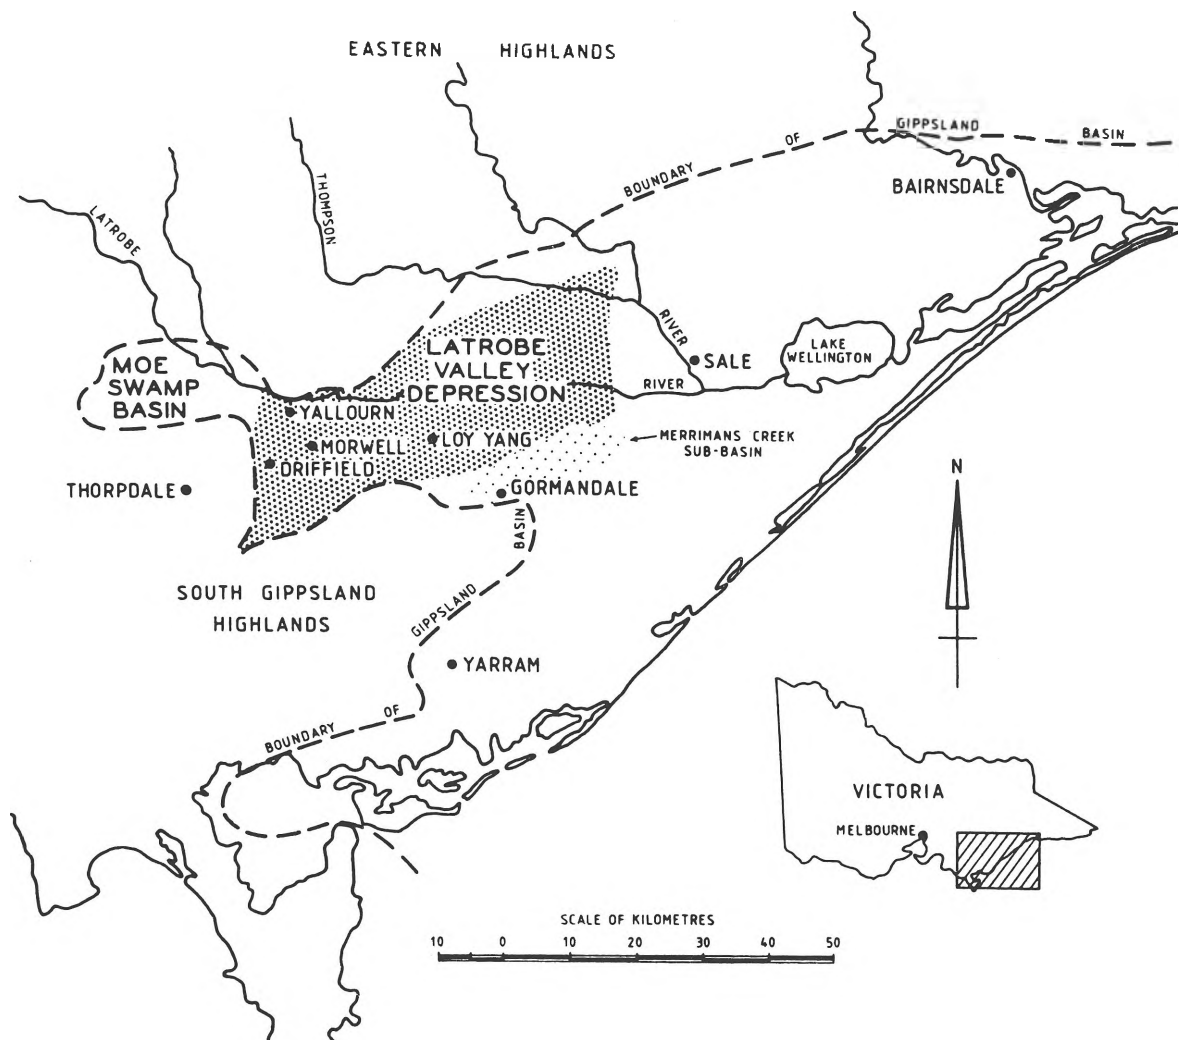 EASTERN HIGHLANDS
GIPPSLAND
BASIN
OF
BOUNDARY
BAIRNSDALE
THOMPSON
LATROBE
RIVER
SALE
LAKE
WELLINGTON
RIVER
LATROBE
VALLEY
DEPRESSION
MOE
SWAMP
BASIN
YALLOURN
MORWELL
LOY YANG
DRIFFIELD
MERRIMANS CREEK
SUB-BASIN
THORPDALE
GORMANDALE
BASIN
GIPPSLAND
OF
BOUNDARY
SOUTH GIPPSLAND
HIGHLANDS
YARRAM
N
VICTORIA
MELBOURNE
SCALE OF KILOMETRES
10 0 10 20 30 40 50